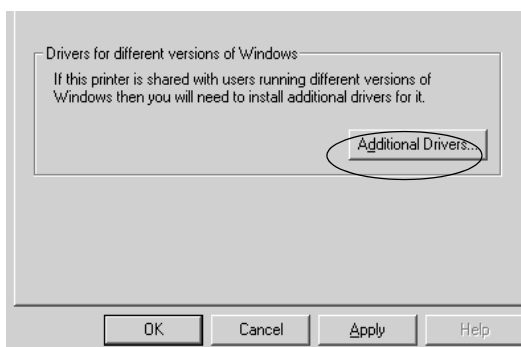 Drivers for different versions of Windows
If this printer is shared with users running different versions of
Windows then you will need to install additional drivers for it.
Additional Drivers...
OK Cancel Apply Help